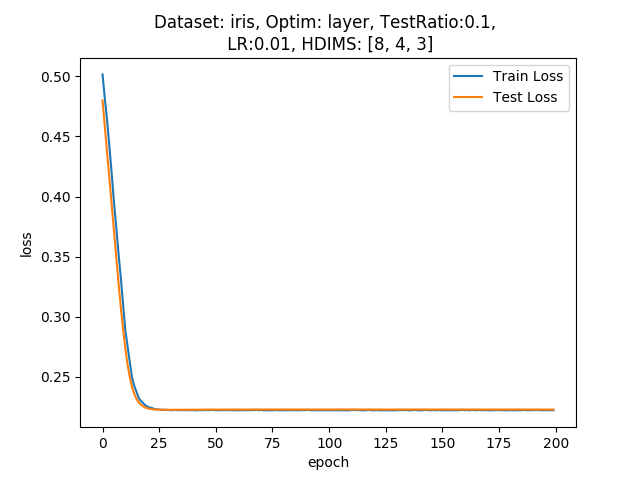 Dataset: iris, Optim: layer, TestRatio:0.1,
LR:0.01, HDIMS: [8, 4, 3]
Train Loss
Test Loss
0.50
0.45
0.40
0.35
0.30
0.25
loss
0 25 50 75 100 125 150 175 200
epoch